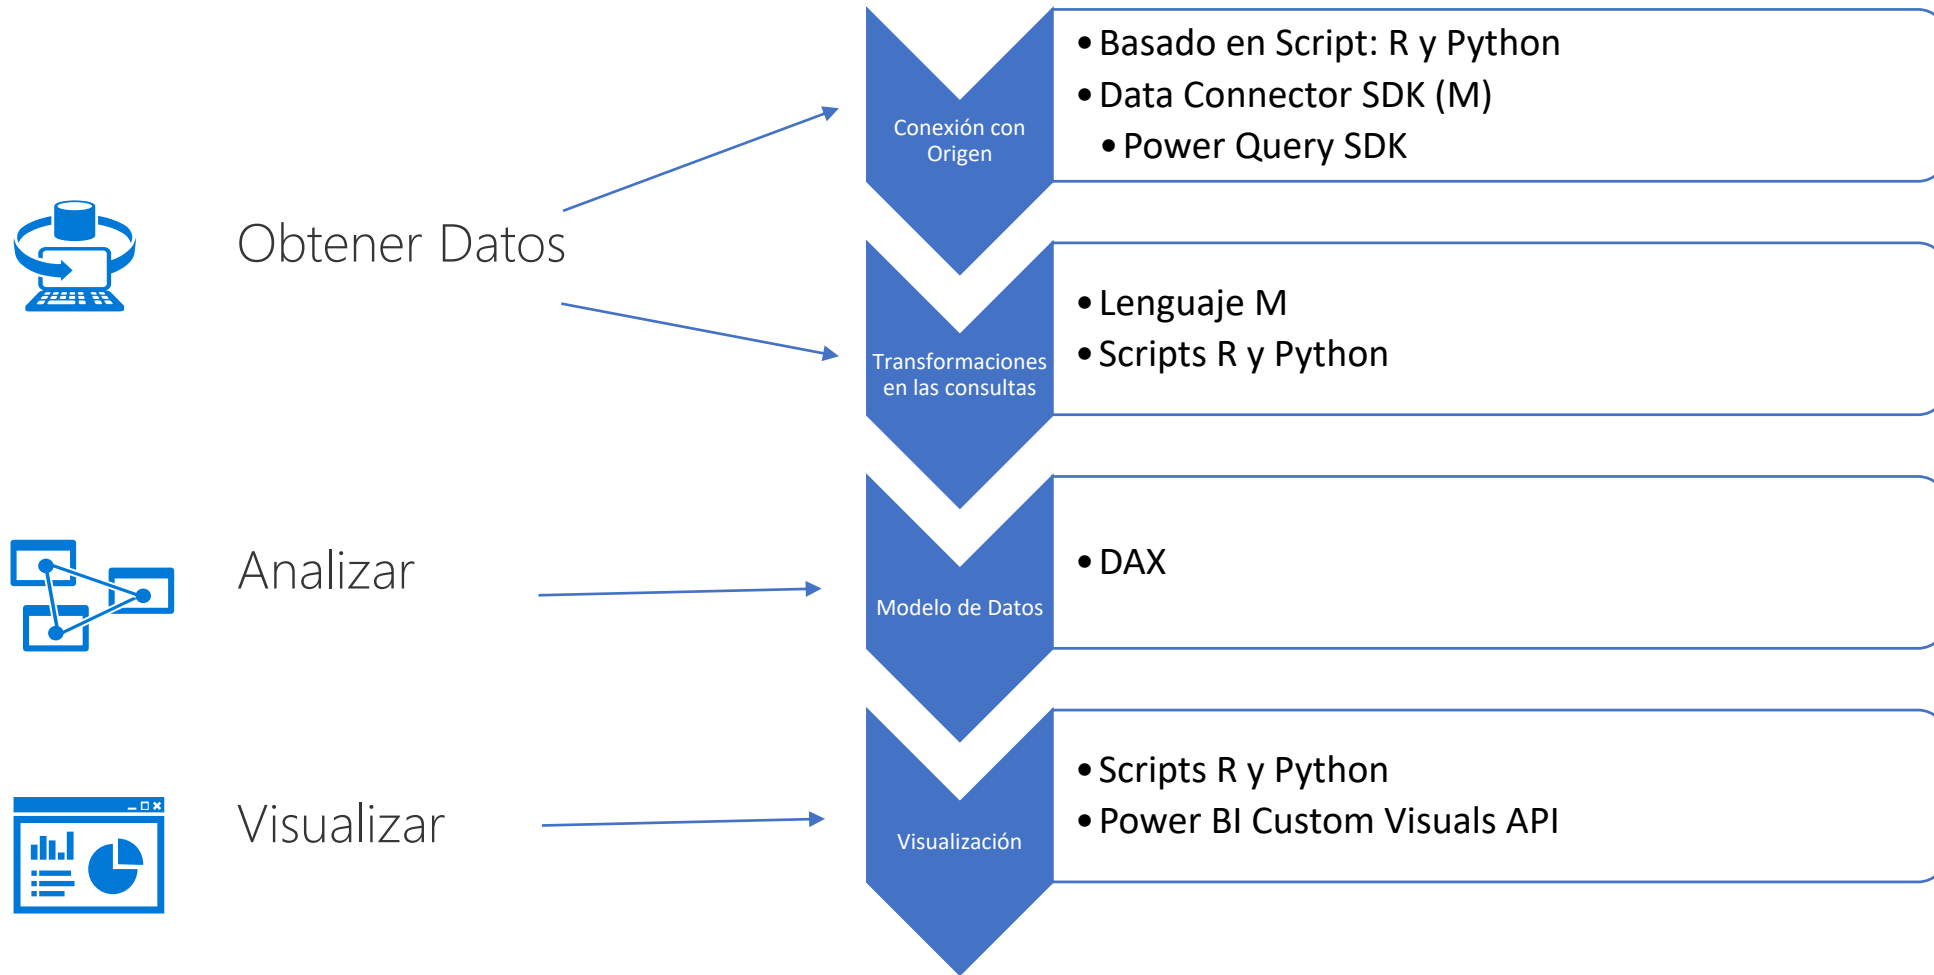 Obtener Datos
Conexión con
Origen
•Basado en Script: R y Python
•Data Connector SDK (M)
•Power Query SDK
Transformaciones
en las consultas
•Lenguaje M
•Scripts R y Python
Analizar
Modelo de Datos
•DAX
Visualizar
Visualización
•Scripts R y Python
•Power BI Custom Visuals API